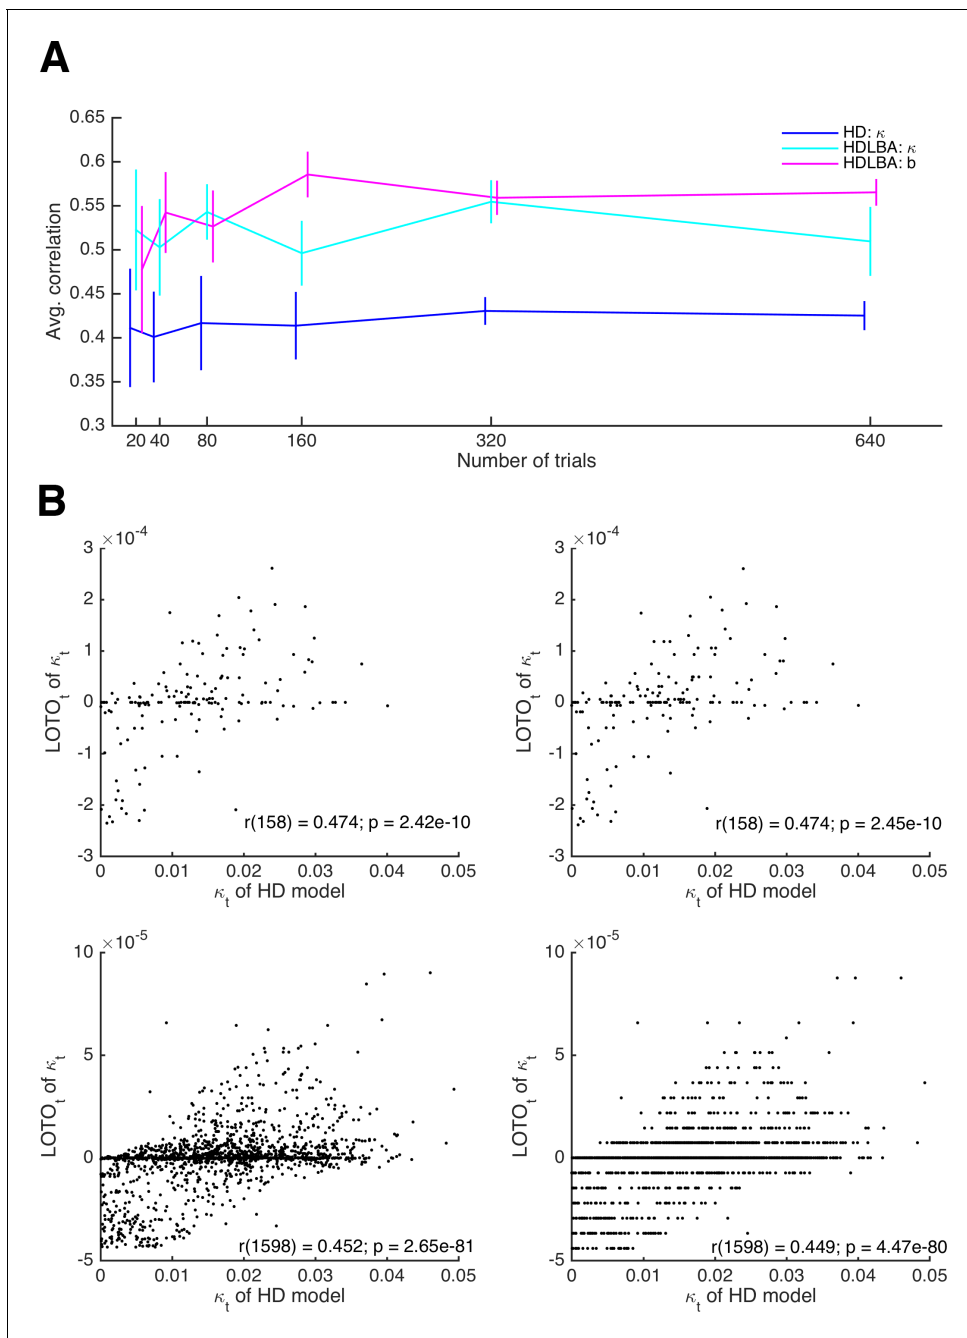 A
0.65
0.6
0.55
0.5
0.45
0.4
0.35
0.3
Avg. correlation
HD: κ
HDLBA: κ
HDLBA: b
20 40 80 160 320 640
Number of trials
B
×10-4
3
2
1
0
-1
-2
-3
LOTOt of κt
r(158) = 0.474; p = 2.42e-10
0 0.01 0.02 0.03 0.04 0.05
κt of HD model
×10-4
3
2
1
0
-1
-2
-3
LOTOt of κt
r(158) = 0.474; p = 2.45e-10
0 0.01 0.02 0.03 0.04 0.05
κt of HD model
×10-5
10
5
0
-5
LOTOt of κt
r(1598) = 0.452; p = 2.65e-81
0 0.01 0.02 0.03 0.04 0.05
κt of HD model
×10-5
10
5
0
-5
LOTOt of κt
r(1598) = 0.449; p = 4.47e-80
0 0.01 0.02 0.03 0.04 0.05
κt of HD model